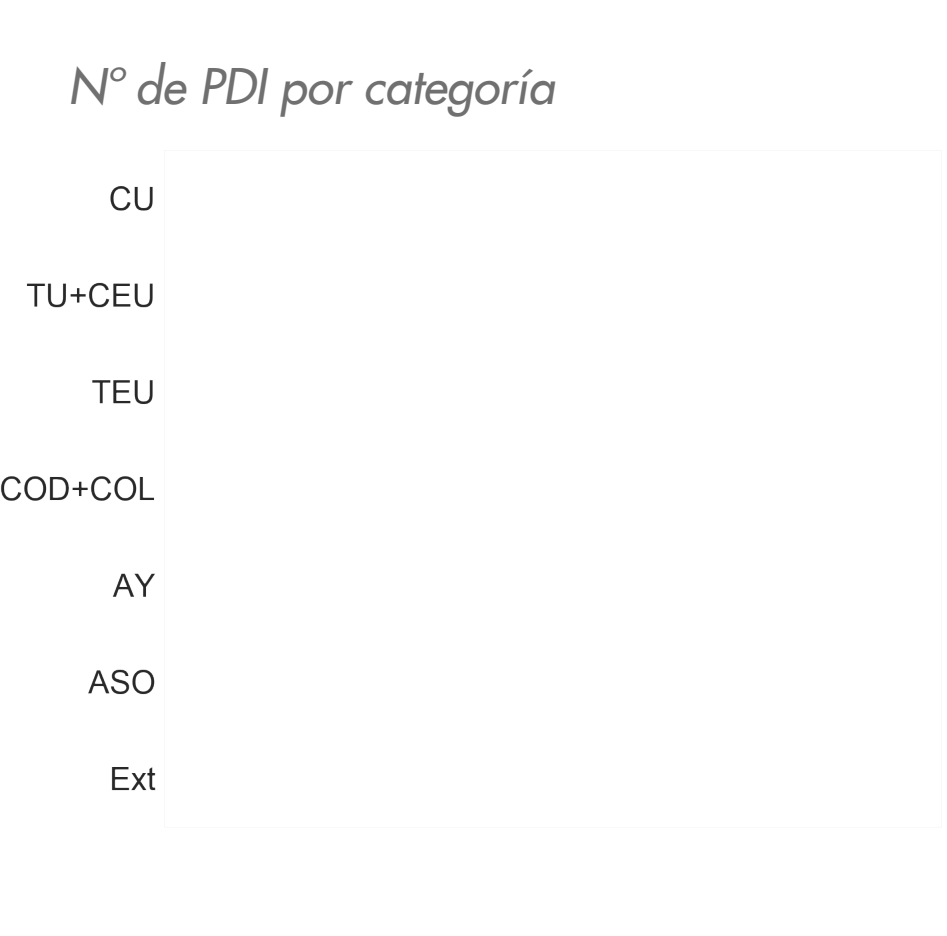 Nº de PDI por categoría
CU
TU+CEU
TEU
COD+COL
AY
ASO
Ext